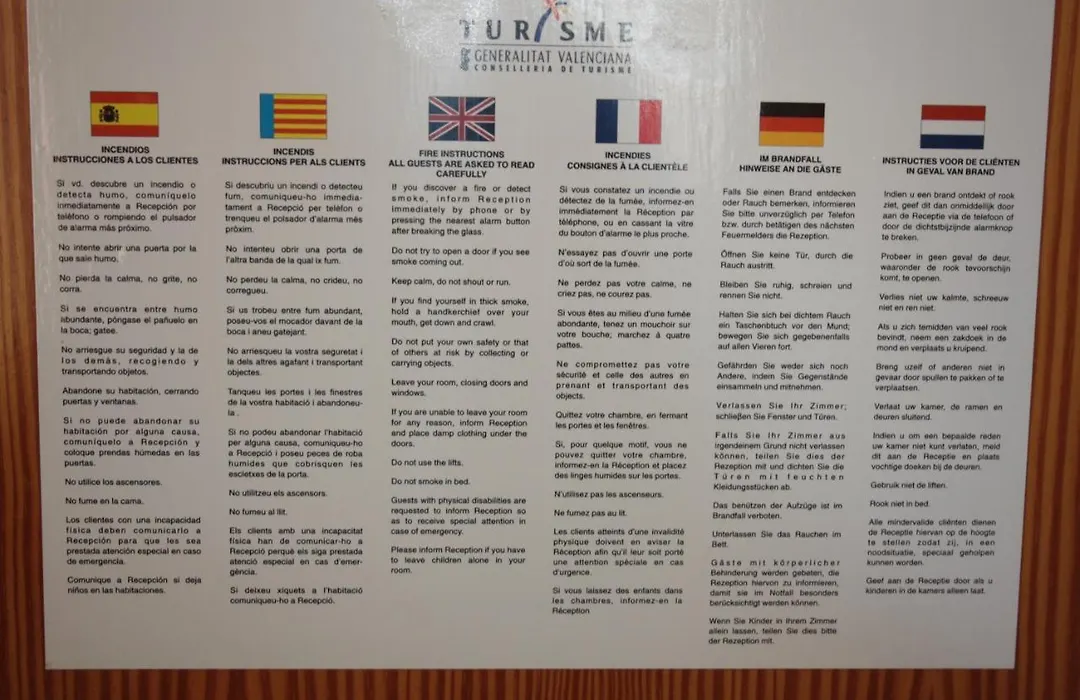 TURISME
GENERALITAT VALENCIANA
CONSELLERIA DE TURISME
INCENDIOS
INSTRUCCIONES A LOS CLIENTES
Si vd. descubre un incendio o
detecta humo, comuníquelo
inmediatamente a Recepción por
teléfono o rompiendo el pulsador
de alarma más próximo.
No intente abrir una puerta por la
que sale humo.
No pierda la calma, no grite, no
corra.
Si se encuentra entre humo
abundante, póngase el pañuelo en
la boca; gatee.
No arriesgue su seguridad y la de
los demás, recogiendo y
transportando objetos.
Abandone su habitación, cerrando
puertas y ventanas.
Si no puede abandonar su
habitación por alguna causa,
comuníquelo a Recepción y
coloque prendas húmedas en las
puertas.
No utilice los ascensores.
No fume en la cama.
Los clientes con una incapacidad
física deben comunicarlo a
Recepción para que les sea
prestada atención especial en caso
de emergencia.
Comunique a Recepción si deja
niños en las habitaciones.
INCENDIS
INSTRUCCIONS PER ALS CLIENTS
Si descubriu un incendi o detecteu
fum, comuniqueu-ho immedia-
tament a Recepció per telèfon o
trenqueu el polsador d'alarma més
pròxim.
No intenteu obrir una porta de
l'altra banda de la qual ix fum.
No perdeu la calma, no crideu, no
corregueu.
Si us trobeu entre fum abundant,
poseu-vos el mocador davant de la
boca i aneu gatejant.
No arriesqueu la vostra seguretat i
la dels altres agatant i transportant
objectes.
Tanqueu les portes i les finestres
de la vostra habitació i abandoneu-
la .
Si no podeu abandonar l'habitació
per alguna causa, comuniqueu-ho
a Recepció i poseu peces de roba
humides que cobrisquen les
escletxes de la porta.
No utilitzeu els ascensors.
No fumeu al llit.
Els clients amb una incapacitat
física han de comunicar-ho a
Recepció perquè els siga prestada
atenció especial en cas d'emer-
gència.
Si deixeu xiquets a l'habitació
comuniqueu-ho a Recepció.
FIRE INSTRUCTIONS
ALL GUESTS ARE ASKED TO READ
CAREFULLY
If you discover a fire or detect
smoke, inform Reception
immediately by phone or by
pressing the nearest alarm button
after breaking the glass.
Do not try to open a door if you see
smoke coming out.
Keep calm, do not shout or run.
If you find yourself in thick smoke,
hold a handkerchief over your
mouth, get down and crawl.
Do not put your own safety or that
of others at risk by collecting or
carrying objects.
Leave your room, closing doors and
windows.
If you are unable to leave your room
for any reason, inform Reception
and place damp clothing under the
doors.
Do not use the lifts.
Do not smoke in bed.
Guests with physical disabilities are
requested to inform Reception so
as to receive special attention in
case of emergency.
Please inform Reception if you have
to leave children alone in your
room.
INCENDIES
CONSIGNES À LA CLIENTÈLE
Si vous constatez un incendie ou
détectez de la fumée, informez-en
immédiatement la Réception par
téléphone, ou en cassant la vitre
du bouton d'alarme le plus proche.
N'essayez pas d'ouvrir une porte
d'où sort de la fumée.
Ne perdez pas votre calme, ne
criez pas, ne courez pas.
Si vous êtes au milieu d'une fumée
abondante, tenez un mouchoir sur
votre bouche; marchez à quatre
pattes.
Ne compromettez pas votre
sécurité et celle des autres en
prenant et transportant des
objects.
Quittez votre chambre, en fermant
les portes et les fenêtres.
Si, pour quelque motif, vous ne
pouvez quitter votre chambre,
informez-en la Réception et placez
des linges humides sur les portes.
N'utilisez pas les ascenseurs.
Ne fumez pas au lit.
Les clients atteints d'une invalidité
physique doivent en aviser la
Réception afin qu'il leur soit porté
une attention spéciale en cas
d'urgence.
Si vous laissez des enfants dans
les chambres, informez-en la
Réception
IM BRANDFALL
HINWEISE AN DIE GÄSTE
Falls Sie einen Brand entdecken
oder Rauch bemerken, informieren
Sie bitte unverzüglich per Telefon
bzw. durch betätigen des nächsten
Feuermelders die Rezeption.
Öffnen Sie keine Tür, durch die
Rauch austritt.
Bleiben Sie ruhig, schreien und
rennen Sie nicht.
Halten Sie sich bei dichtem Rauch
ein Taschenbuch vor den Mund;
bewegen Sie sich gegebenenfalls
auf allen Vieren fort.
Gefährden Sie weder sich noch
Andere, indem Sie Gegenstände
einsammeln und mitnehmen.
Verlassen Sie Ihr Zimmer;
schließen Sie Fenster und Türen.
Falls Sie Ihr Zimmer aus
irgendeinem Grund nicht verlassen
können, teilen Sie dies der
Rezeption mit und dichten Sie die
Türen mit feuchten
Kleidungsstücken ab.
Das benützen der Aufzüge ist im
Brandfall verboten.
Unterlassen Sie das Rauchen im
Bett.
Gäste mit körperlicher
Behinderung werden gebeten, die
Rezeption hiervon zu informieren,
damit sie im Notfall besonders
berücksichtigt werden können.
Wenn Sie Kinder in Ihrem Zimmer
allein lassen, teilen Sie dies bitte
der Rezeption mit.
INSTRUCTIES VOOR DE CLIËNTEN
IN GEVAL VAN BRAND
Indien u een brand ontdekt of rook
ziet, geef dit dan onmiddelijk door
aan de Receptie via de telefoon of
door de dichtstbijzijnde alarmknop
te breken.
Probeer in geen geval de deur,
waaronder de rook tevoorschijn
komt, te openen.
Verlies niet uw kalmte, schreeuw
niet en ren niet.
Als u zich temidden van veel rook
bevindt, neem een zakdoek in de
mond en verplaats u kruipend.
Breng uzelf of anderen niet in
gevaar door spullen te pakken of te
verplaatsen.
Verlaat uw kamer, de ramen en
deuren sluitend.
Indien u om een bepaalde reden
uw kamer niet kunt verlaten, meld
dit aan de Receptie en plaats
vochtige doeken bij de deuren.
Gebruik niet de liften.
Rook niet in bed.
Alle mindervalide cliënten dienen
de Receptie hiervan op de hoogte
te stellen zodat zij, in een
noodsituatie, speciaal geholpen
kunnen worden.
Geef aan de Receptie door als u
kinderen in de kamers alleen laat.